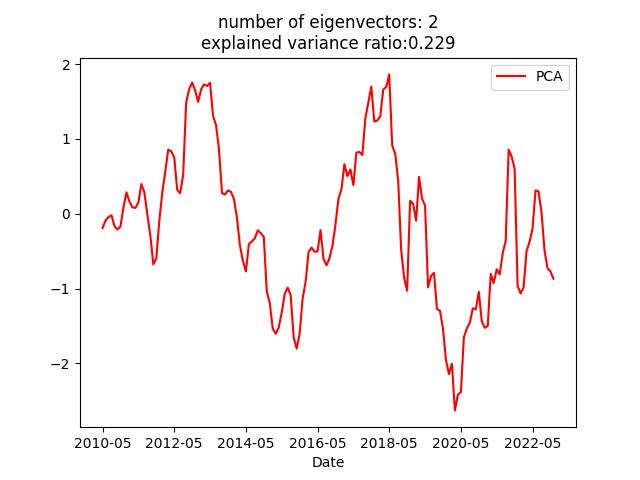 number of eigenvectors: 2
explained variance ratio:0.229
PCA
2
1
0
−1
−2
2010-05 2012-05 2014-05 2016-05 2018-05 2020-05 2022-05
Date